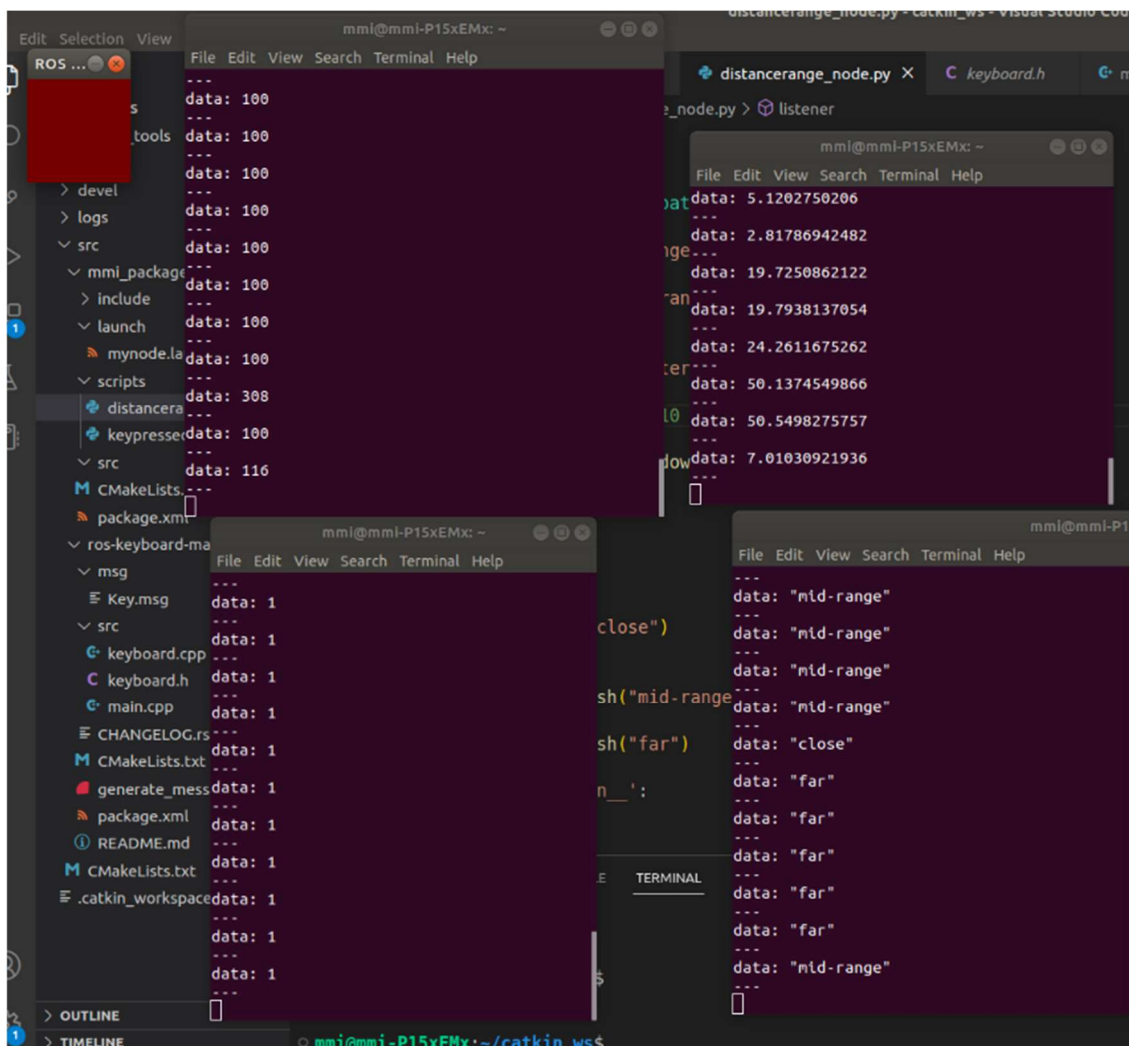 distancerange_node.py - catkin_ws - Visual Studio Cod
Edit Selection View
ROS ...
s
_tools
> devel
> logs
src
mmi_package
> include
launch
mynode.la
scripts
distancera
keypressed
src
CMakeLists.
package.xml
ros-keyboard-ma
msg
Key.msg
src
keyboard.cpp
keyboard.h
main.cpp
CHANGELOG.rs
CMakeLists.txt
generate_mess
package.xml
README.md
CMakeLists.txt
.catkin_workspace
> OUTLINE
> TIMELINE
1
1
mmi@mmi-P15xEMx: ~
File Edit View Search Terminal Help
---
data: 100
---
data: 100
---
data: 100
---
data: 100
---
data: 100
---
data: 100
---
data: 100
---
data: 100
---
data: 308
---
data: 100
---
data: 116
---
distancerange_node.py X
C keyboard.h
_node.py > listener
mmi@mmi-P15xEMx: ~
File Edit View Search Terminal Help
data: 5.1202750206
---
data: 2.81786942482
---
data: 19.7250862122
---
data: 19.7938137054
---
data: 24.2611675262
---
data: 50.1374549866
---
data: 50.5498275757
---
data: 7.01030921936
---
mmi@mmi-P15xEMx: ~
File Edit View Search Terminal Help
---
data: 1
---
data: 1
---
data: 1
---
data: 1
---
data: 1
---
data: 1
---
data: 1
---
data: 1
---
data: 1
---
data: 1
---
data: 1
---
close")
sh("mid-range
sh("far")
n__':
TERMINAL
$
mmi@mmi-P15xEMx:~/catkin_ws$
mmi@mmi-P1
File Edit View Search Terminal Help
---
data: "mid-range"
---
data: "mid-range"
---
data: "mid-range"
---
data: "mid-range"
---
data: "close"
---
data: "far"
---
data: "far"
---
data: "far"
---
data: "far"
---
data: "far"
---
data: "mid-range"
---